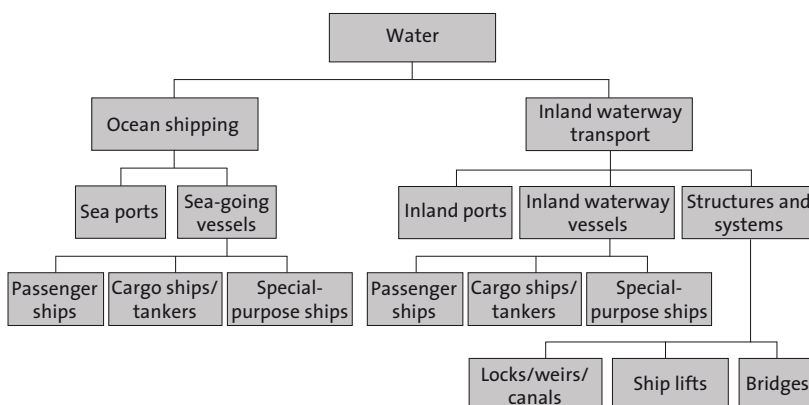 Water
Ocean shipping
Inland waterway
transport
Sea ports
Sea-going
vessels
Inland ports
Inland waterway
vessels
Structures and
systems
Passenger
ships
Cargo ships/
tankers
Special-
purpose ships
Passenger
ships
Cargo ships/
tankers
Special-
purpose ships
Locks/weirs/
canals
Ship lifts
Bridges